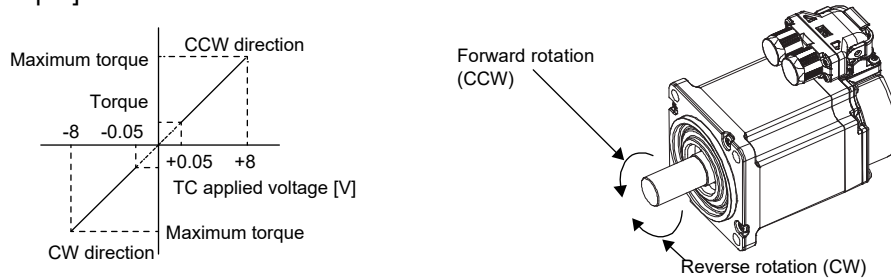 CCW direction
Maximum torque
Torque
-8 -0.05
+0.05 +8
TC applied voltage [V]
CW direction
Maximum torque
Forward rotation
(CCW)
Reverse rotation (CW)